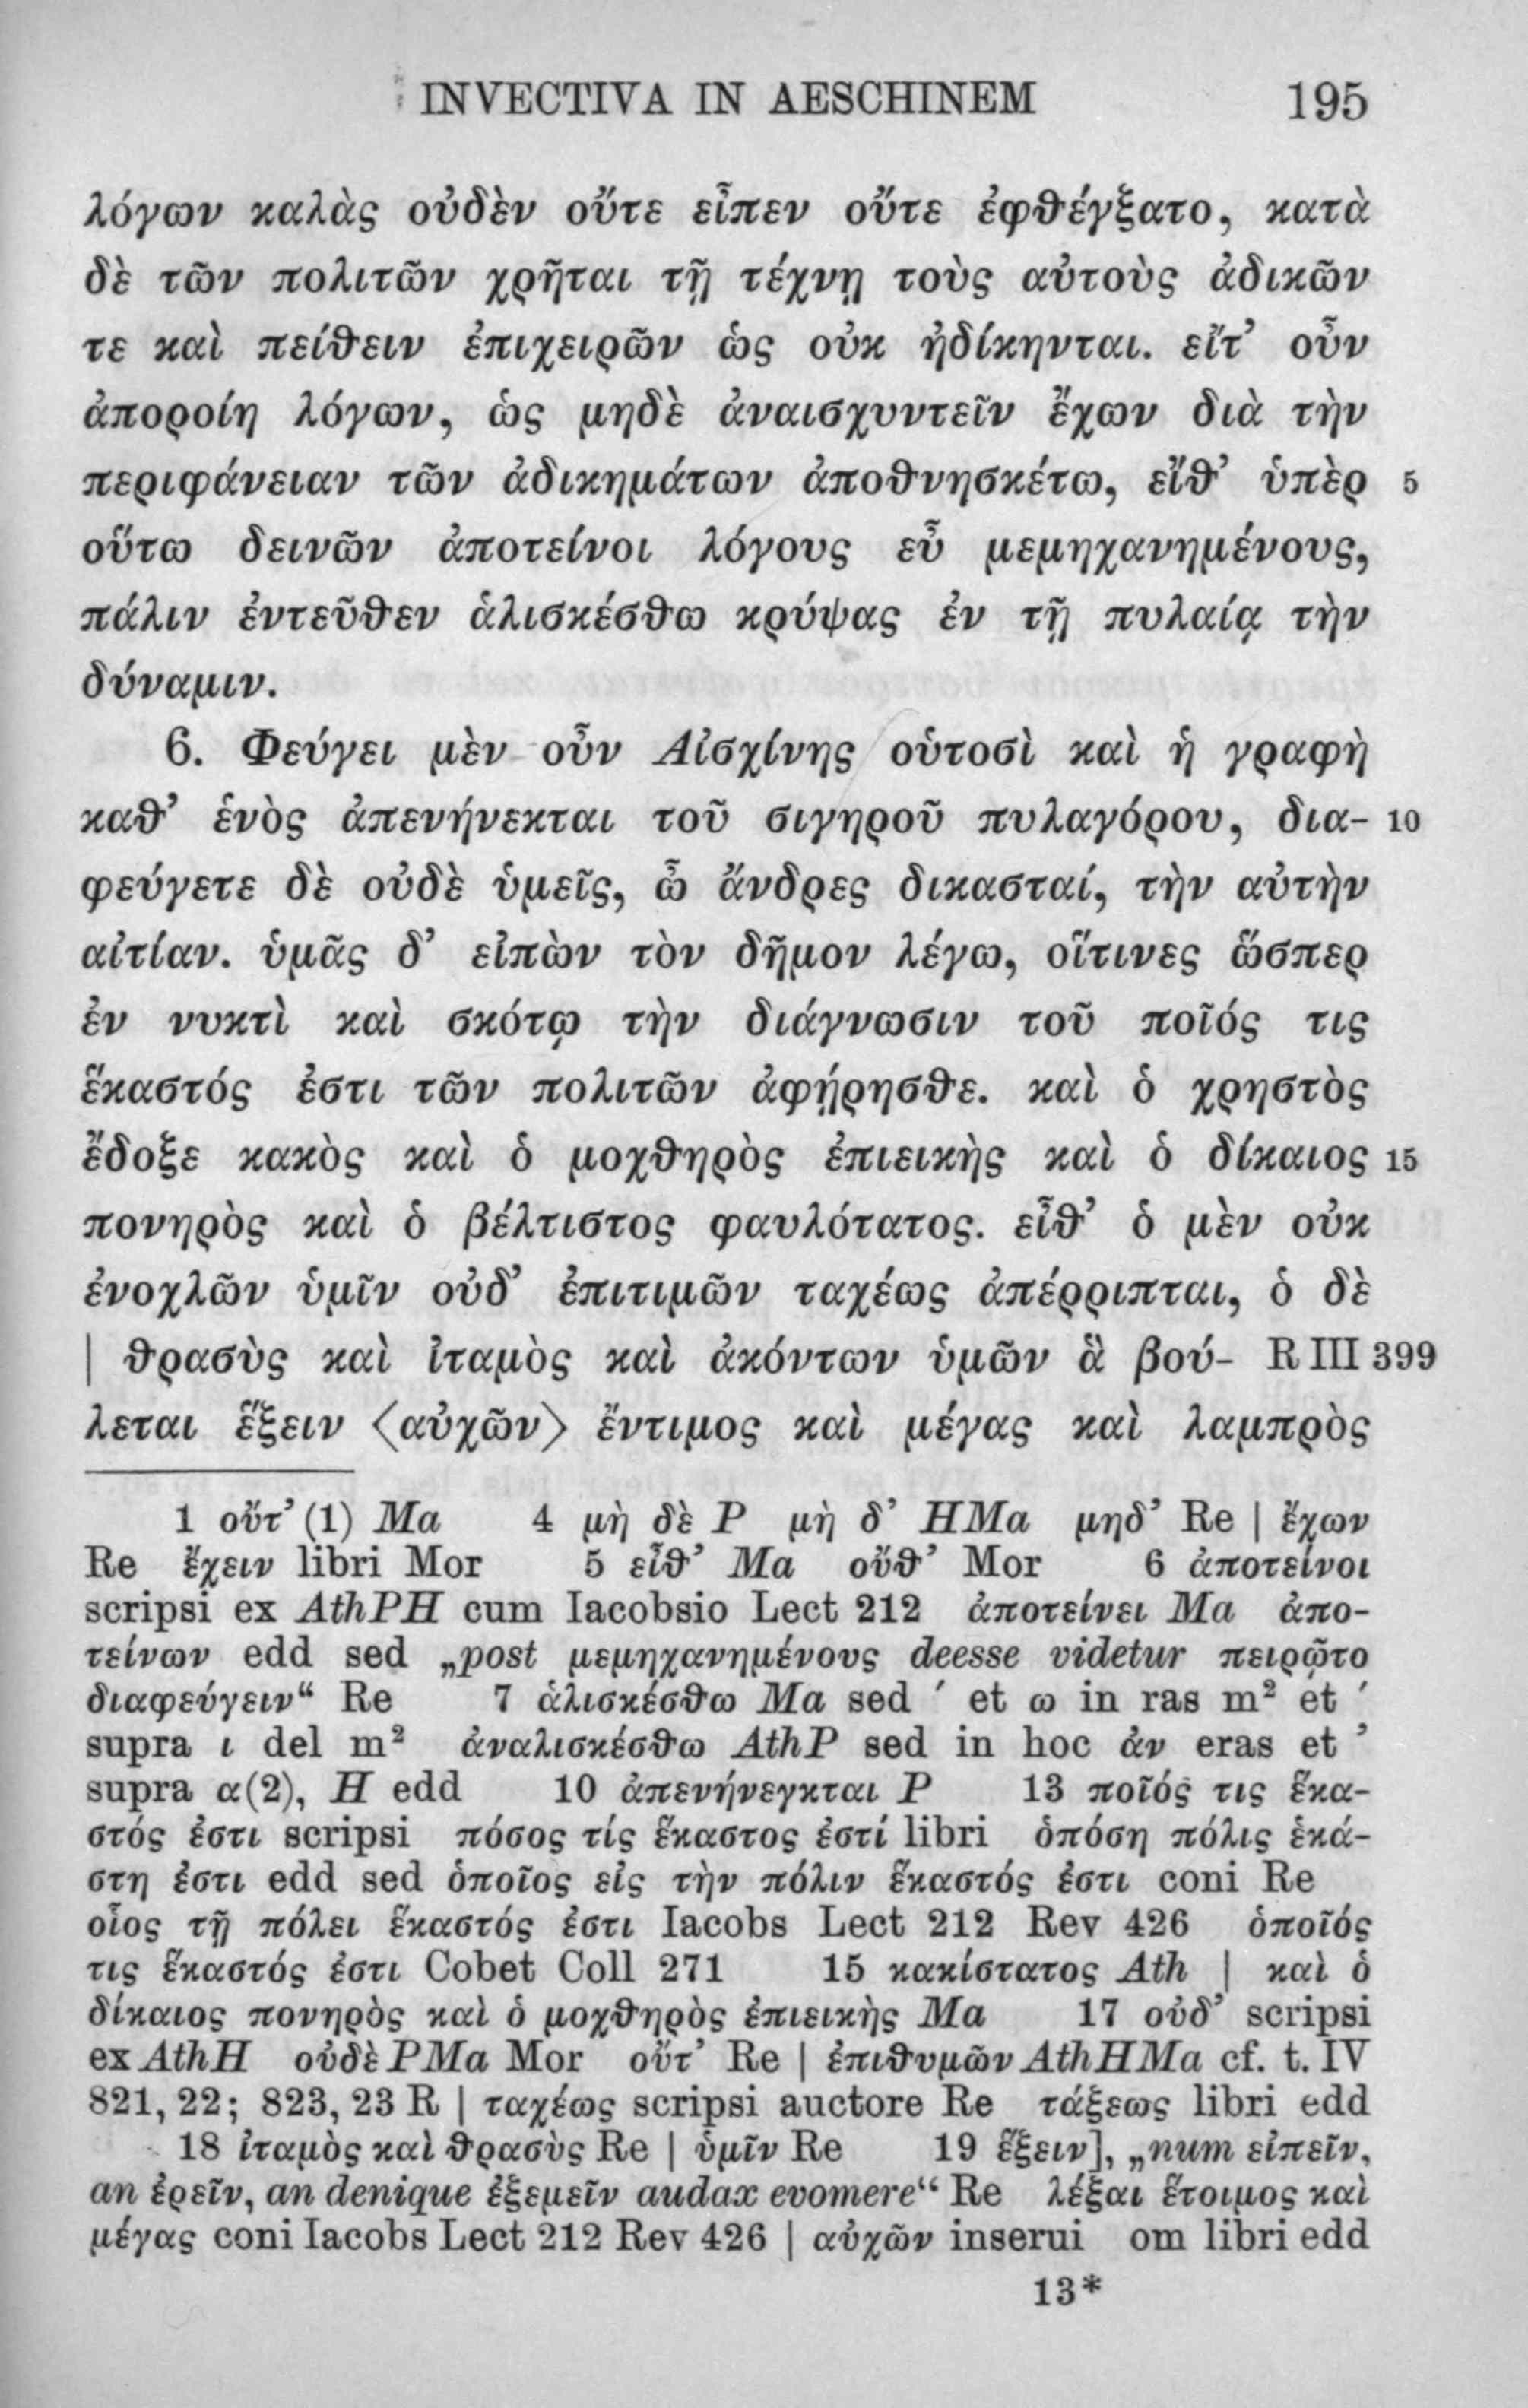 INVECTIVA IN AESCHINEM 195
λόγων καλὰς οὐδὲν οὔτε εἶπεν οὔτε ἐφθέγξατο, κατὰ
δὲ τῶν πολιτῶν χρῆται τῇ τέχνῃ τοὺς αὐτοὺς ἀδικῶν
τε καὶ πείθειν ἐπιχειρῶν ὡς οὐκ ἠδίκηνται. εἴτ’ οὖν
ἀποροίη λόγων, ὡς μηδὲ ἀναισχυντεῖν ἔχων διὰ τὴν
περιφάνειαν τῶν ἀδικημάτων ἀποθνησκέτω, εἴθ’ ὑπὲρ 5
οὕτω δεινῶν ἀποτείνοι λόγους εὖ μεμηχανημένους,
πάλιν ἐντεῦθεν ἁλισκέσθω κρύψας ἐν τῇ πυλαίᾳ τὴν
δύναμιν.
6. Φεύγει μὲν οὖν Αἰσχίνης οὑτοσὶ καὶ ἡ γραφὴ
καθ’ ἑνὸς ἀπενήνεκται τοῦ σιγηροῦ πυλαγόρου, δια- 10
φεύγετε δὲ οὐδὲ ὑμεῖς, ὦ ἄνδρες δικασταί, τὴν αὐτὴν
αἰτίαν. ὑμᾶς δ’ εἰπὼν τὸν δῆμον λέγω, οἵτινες ὥσπερ
ἐν νυκτὶ καὶ σκότῳ τὴν διάγνωσιν τοῦ ποῖός τις
ἕκαστός ἐστι τῶν πολιτῶν ἀφῄρησθε. καὶ ὁ χρηστὸς
ἔδοξε κακὸς καὶ ὁ μοχθηρὸς ἐπιεικὴς καὶ ὁ δίκαιος 15
πονηρὸς καὶ ὁ βέλτιστος φαυλότατος. εἶθ’ ὁ μὲν οὐκ
ἐνοχλῶν ὑμῖν οὐδ’ ἐπιτιμῶν ταχέως ἀπέρριπται, ὁ δὲ
| θρασὺς καὶ ἰταμὸς καὶ ἀκόντων ὑμῶν ἃ βού- R III 399
λεται ἕξειν ⟨αὐχῶν⟩ ἔντιμος καὶ μέγας καὶ λαμπρὸς
1 οὔτ’ (1) Ma 4 μὴ δὲ P μὴ δ’ HMa μηδ’ Re | ἔχων
Re ἔχειν libri Mor 5 εἶθ’ Ma οὔθ’ Mor 6 ἀποτείνοι
scripsi ex AthPH cum Iacobsio Lect 212 ἀποτείνει Ma ἀπο-
τείνων edd sed „post μεμηχανημένους deesse videtur πειρῷτο
διαφεύγειν“ Re 7 ἁλισκέσθω Ma sed ´ et ω in ras m² et ´
supra ι del m² ἀναλισκέσθω AthP sed in hoc ἀν eras et ’
supra α(2), H edd 10 ἀπενήνεγκται P 13 ποῖός τις ἕκα-
στός ἐστι scripsi πόσος τίς ἕκαστος ἐστί libri ὁπόση πόλις ἑκά-
στη ἐστι edd sed ὁποῖος εἰς τὴν πόλιν ἕκαστός ἐστι coni Re
οἷος τῇ πόλει ἕκαστός ἐστι Iacobs Lect 212 Rev 426 ὁποῖός
τις ἕκαστός ἐστι Cobet Coll 271 15 κακίστατος Ath | καὶ ὁ
δίκαιος πονηρὸς καὶ ὁ μοχθηρὸς ἐπιεικὴς Ma 17 οὐδ’ scripsi
ex AthH οὐδὲ PMa Mor οὔτ’ Re | ἐπιθυμῶν AthHMa cf. t. IV
821, 22; 823, 23 R | ταχέως scripsi auctore Re τάξεως libri edd
18 ἰταμὸς καὶ θρασὺς Re | ὑμῖν Re 19 ἕξειν], „num εἰπεῖν,
an ἐρεῖν, an denique ἐξεμεῖν audax evomere“ Re λέξαι ἕτοιμος καὶ
μέγας coni Iacobs Lect 212 Rev 426 | αὐχῶν inserui om libri edd
13*